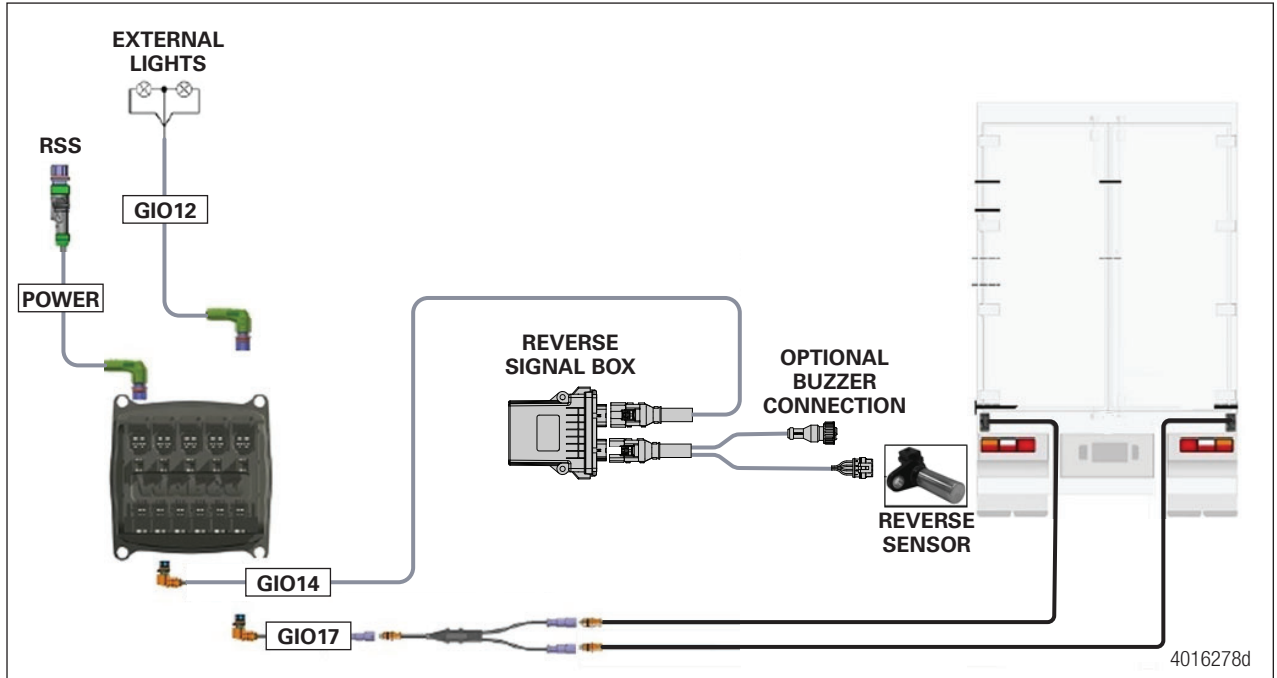 EXTERNAL
LIGHTS
RSS
GIO12
POWER
REVERSE
SIGNAL BOX
OPTIONAL
BUZZER
CONNECTION
REVERSE
SENSOR
GIO14
GIO17
4016278d